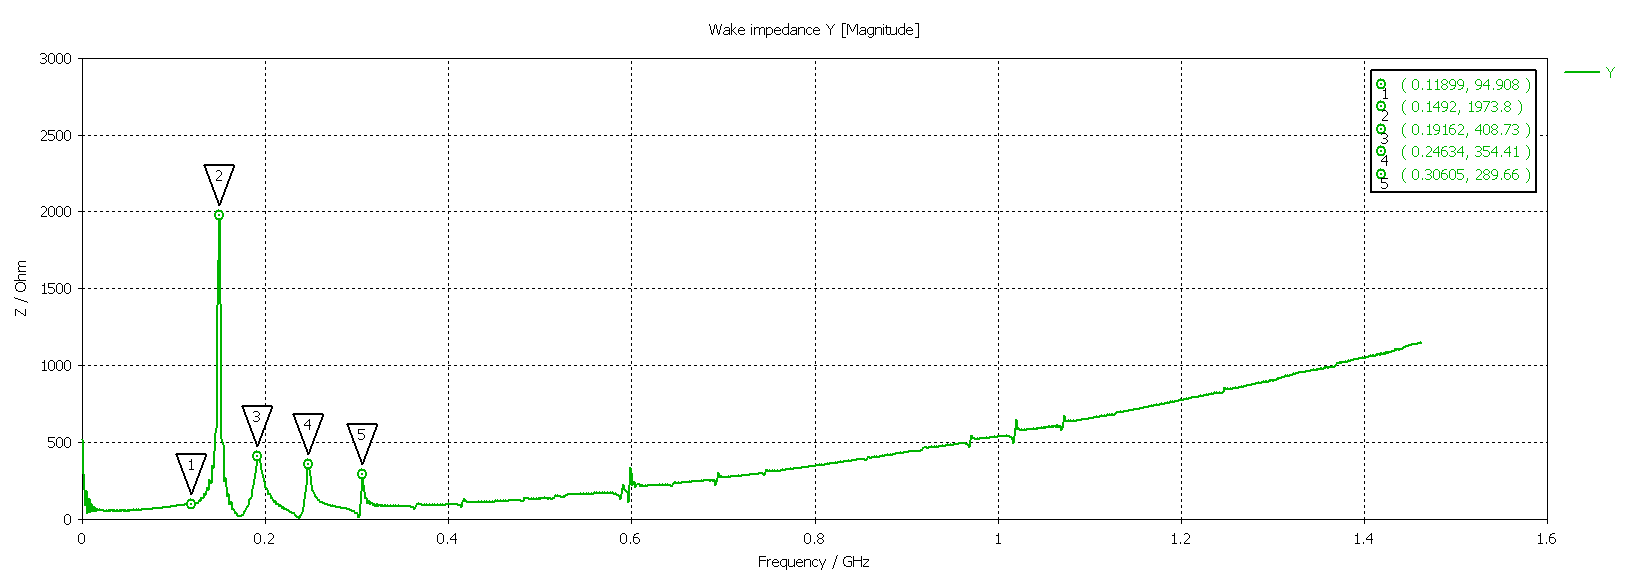 Wake impedance Y [Magnitude]
3000
2500
2000
1500
1000
500
0
Z / Ohm
0
0.2
0.4
0.6
0.8
1
1.2
1.4
1.6
Frequency / GHz
1
2
3
4
5
1 ( 0.11899, 94.908 )
2 ( 0.1492, 1973.8 )
3 ( 0.19162, 408.73 )
4 ( 0.24634, 354.41 )
5 ( 0.30605, 289.66 )
Y